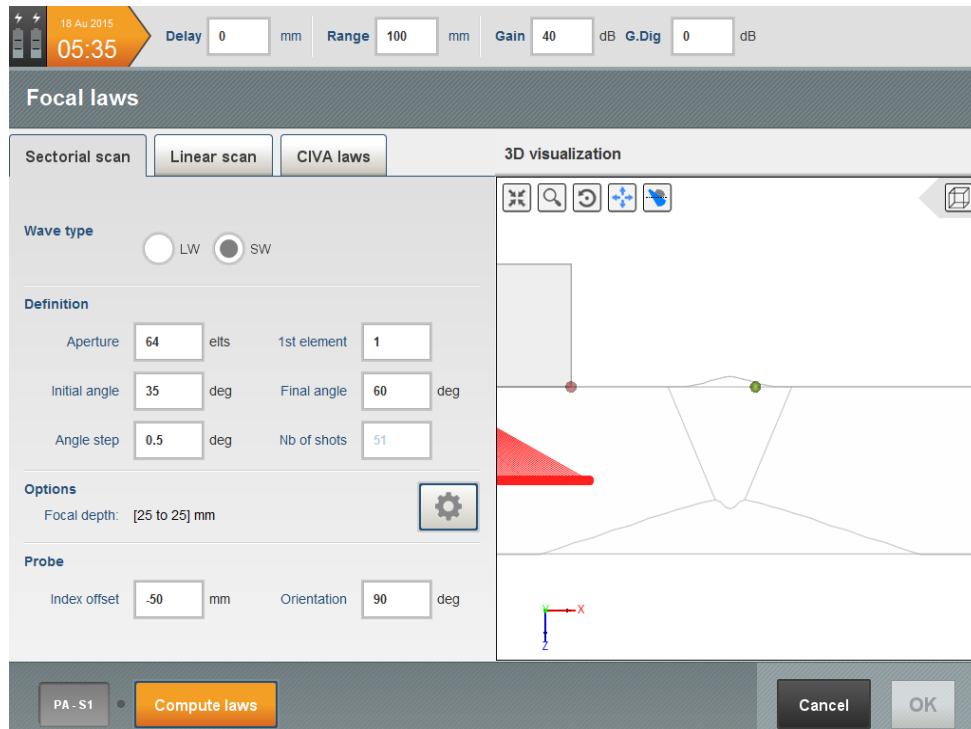 18 Au 2015
05:35
Delay 0 mm Range 100 mm Gain 40 dB G.Dig 0 dB
Focal laws
Sectorial scan Linear scan CIVA laws 3D visualization
Wave type
LW SW
Definition
Aperture 64 elts 1st element 1
Initial angle 35 deg Final angle 60 deg
Angle step 0.5 deg Nb of shots 51
Options
Focal depth: [25 to 25] mm
Probe
Index offset -50 mm Orientation 90 deg
Y X
Z
PA - S1 Compute laws Cancel OK